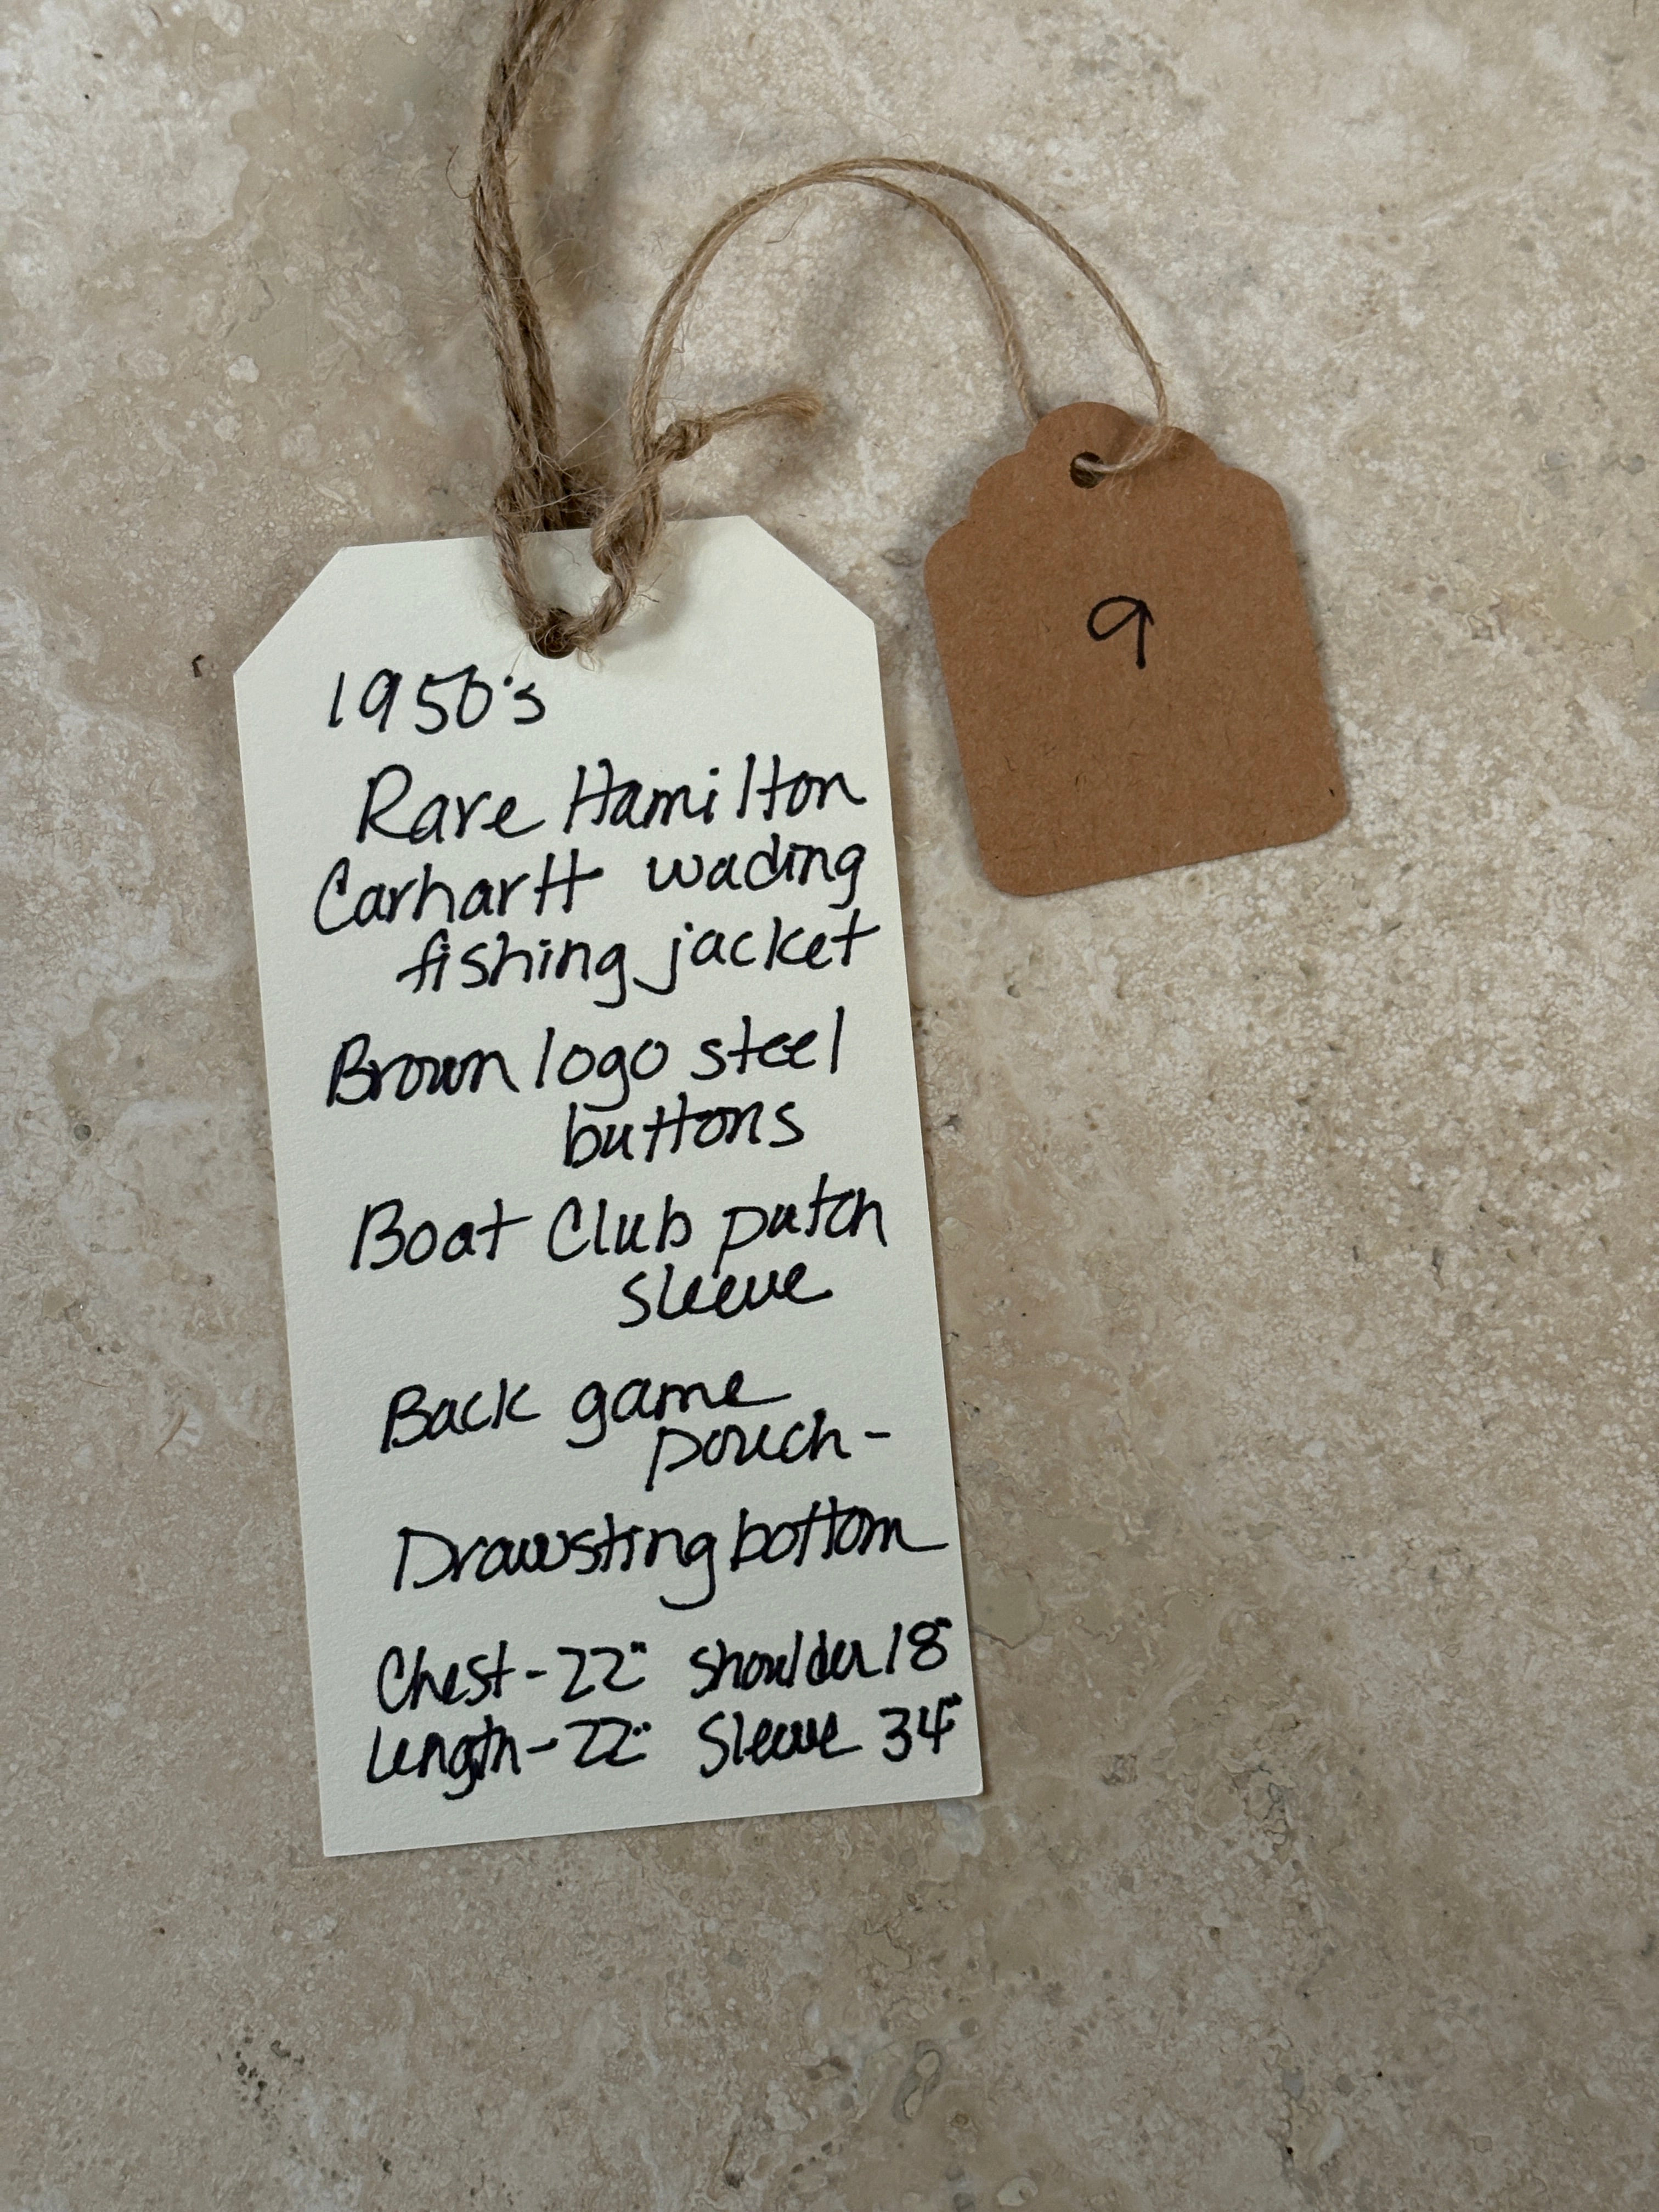 1950's
Rare Hamilton
Carhartt wading
fishing jacket
Brown logo steel
buttons
Boat Club patch
sleeve
Back game
pouch-
Drawsting bottom
Chest-22" shoulder 18"
Length-22" Sleeve 34"
9